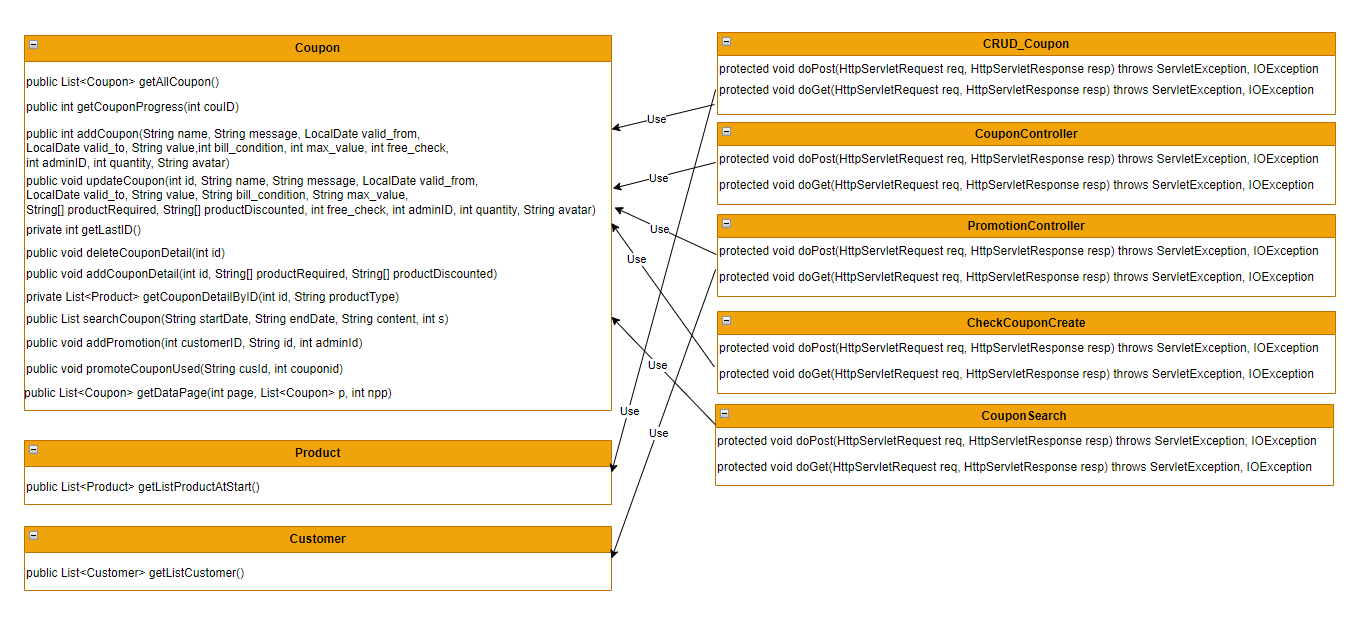 Coupon
public List<Coupon> getAllCoupon()
public int getCouponProgress(int couID)
public int addCoupon(String name, String message, LocalDate valid_from,
LocalDate valid_to, String value,int bill_condition, int max_value, int free_check,
int adminID, int quantity, String avatar)
public void updateCoupon(int id, String name, String message, LocalDate valid_from,
LocalDate valid_to, String value, String bill_condition, String max_value,
String[] productRequired, String[] productDiscounted, int free_check, int adminID, int quantity, String avatar)
private int getLastID()
public void deleteCouponDetail(int id)
public void addCouponDetail(int id, String[] productRequired, String[] productDiscounted)
private List<Product> getCouponDetailByID(int id, String productType)
public List searchCoupon(String startDate, String endDate, String content, int s)
public void addPromotion(int customerID, String id, int adminId)
public void promoteCouponUsed(String cusId, int couponid)
public List<Coupon> getDataPage(int page, List<Coupon> p, int npp)
Product
public List<Product> getListProductAtStart()
Customer
public List<Customer> getListCustomer()
Use
Use
Use
Use
Use
Use
Use
CRUD_Coupon
protected void doPost(HttpServletRequest req, HttpServletResponse resp) throws ServletException, IOException
protected void doGet(HttpServletRequest req, HttpServletResponse resp) throws ServletException, IOException
CouponController
protected void doPost(HttpServletRequest req, HttpServletResponse resp) throws ServletException, IOException
protected void doGet(HttpServletRequest req, HttpServletResponse resp) throws ServletException, IOException
PromotionController
protected void doPost(HttpServletRequest req, HttpServletResponse resp) throws ServletException, IOException
protected void doGet(HttpServletRequest req, HttpServletResponse resp) throws ServletException, IOException
CheckCouponCreate
protected void doPost(HttpServletRequest req, HttpServletResponse resp) throws ServletException, IOException
protected void doGet(HttpServletRequest req, HttpServletResponse resp) throws ServletException, IOException
CouponSearch
protected void doPost(HttpServletRequest req, HttpServletResponse resp) throws ServletException, IOException
protected void doGet(HttpServletRequest req, HttpServletResponse resp) throws ServletException, IOException